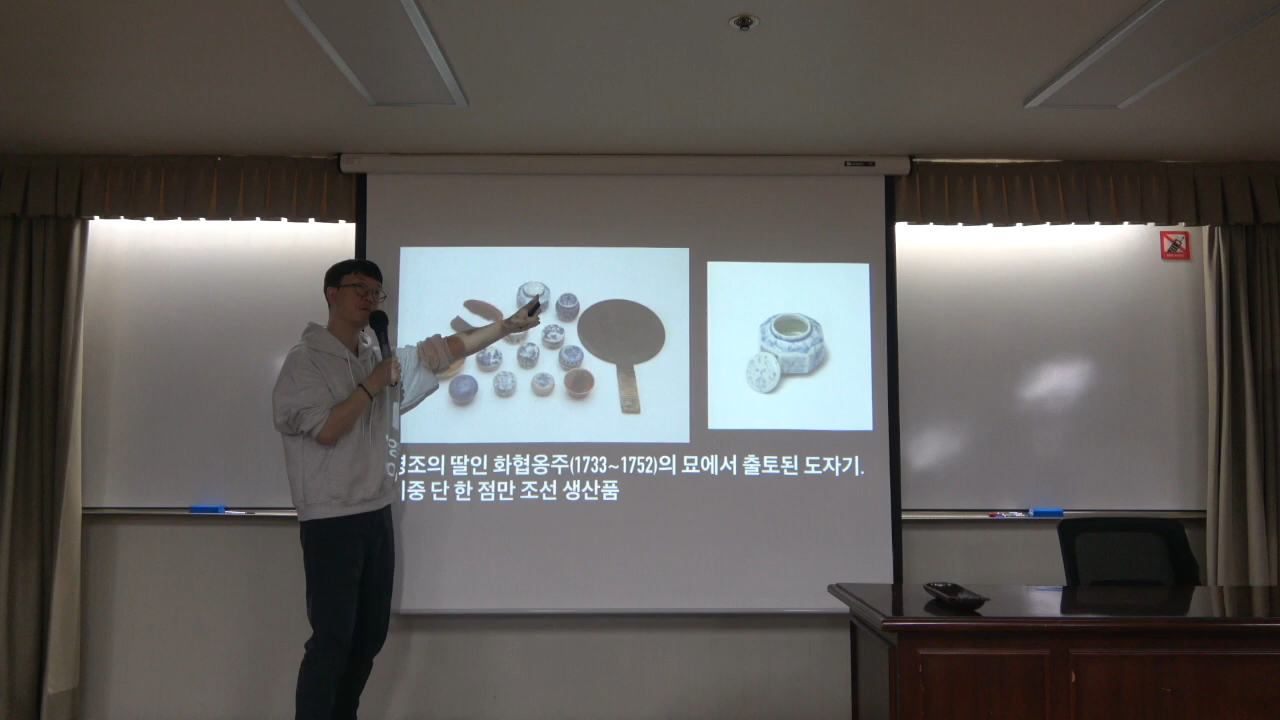 조의 딸인 화협옹주(1733~1752)의 묘에서 출토된 도자기.
중 단 한 점만 조선 생산품